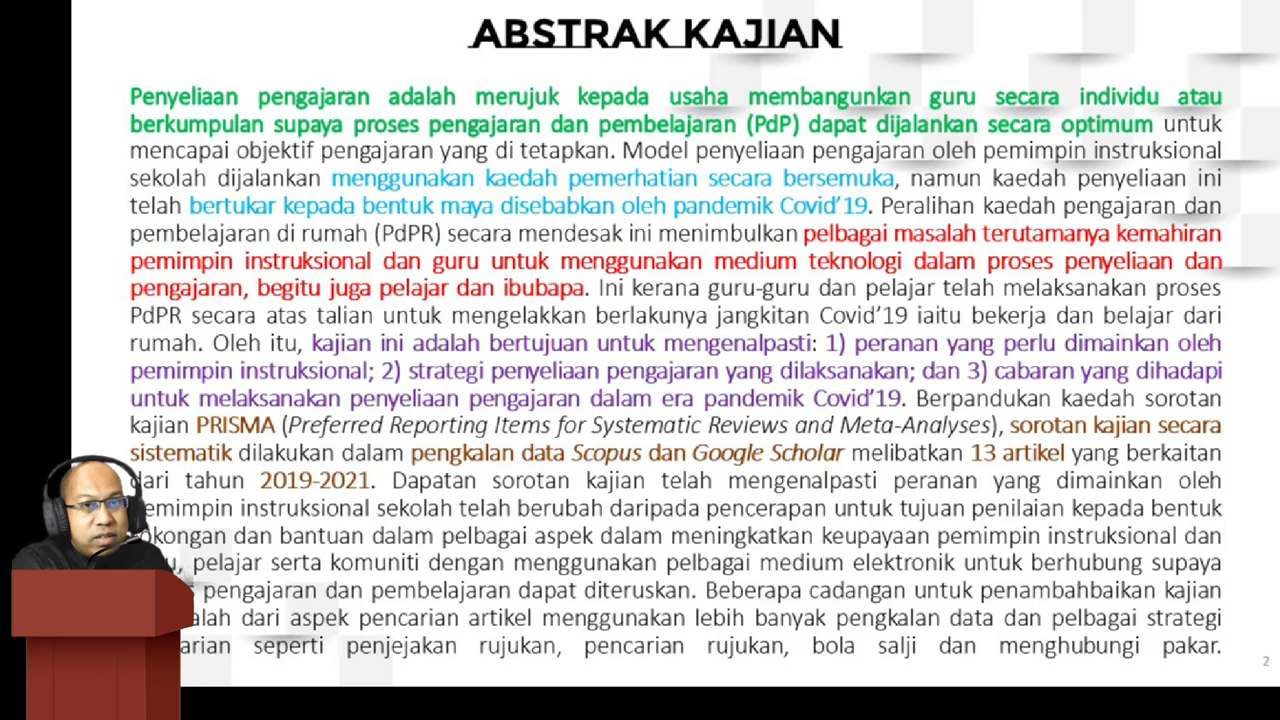 ABSTRAK KAJIAN
Penyeliaan pengajaran adalah merujuk kepada usaha membangunkan guru secara individu atau
berkumpulan supaya proses pengajaran dan pembelajaran (PdP) dapat dijalankan secara optimum untuk
mencapai objektif pengajaran yang di tetapkan. Model penyeliaan pengajaran oleh pemimpin instruksional
sekolah dijalankan menggunakan kaedah pemerhatian secara bersemuka, namun kaedah penyeliaan ini
telah bertukar kepada bentuk maya disebabkan oleh pandemik Covid’19. Peralihan kaedah pengajaran dan
pembelajaran di rumah (PdPR) secara mendesak ini menimbulkan pelbagai masalah terutamanya kemahiran
pemimpin instruksional dan guru untuk menggunakan medium teknologi dalam proses penyeliaan dan
pengajaran, begitu juga pelajar dan ibubapa. Ini kerana guru-guru dan pelajar telah melaksanakan proses
PdPR secara atas talian untuk mengelakkan berlakunya jangkitan Covid’19 iaitu bekerja dan belajar dari
rumah. Oleh itu, kajian ini adalah bertujuan untuk mengenalpasti: 1) peranan yang perlu dimainkan oleh
pemimpin instruksional; 2) strategi penyeliaan pengajaran yang dilaksanakan; dan 3) cabaran yang dihadapi
untuk melaksanakan penyeliaan pengajaran dalam era pandemik Covid’19. Berpandukan kaedah sorotan
kajian PRISMA (Preferred Reporting Items for Systematic Reviews and Meta-Analyses), sorotan kajian secara
sistematik dilakukan dalam pengkalan data Scopus dan Google Scholar melibatkan 13 artikel yang berkaitan
dari tahun 2019-2021. Dapatan sorotan kajian telah mengenalpasti peranan yang dimainkan oleh
instruksional sekolah telah berubah daripada pencerapan untuk tujuan penilaian kepada bentuk
dan bantuan dalam pelbagai aspek dalam meningkatkan keupayaan pemimpin instruksional dan
pelajar serta komuniti dengan menggunakan pelbagai medium elektronik untuk berhubung supaya
pengajaran dan pembelajaran dapat diteruskan. Beberapa cadangan untuk penambahbaikan kajian
dari aspek pencarian artikel menggunakan lebih banyak pengkalan data dan pelbagai strategi
seperti penjejakan rujukan, pencarian rujukan, bola salji dan menghubungi pakar.
2